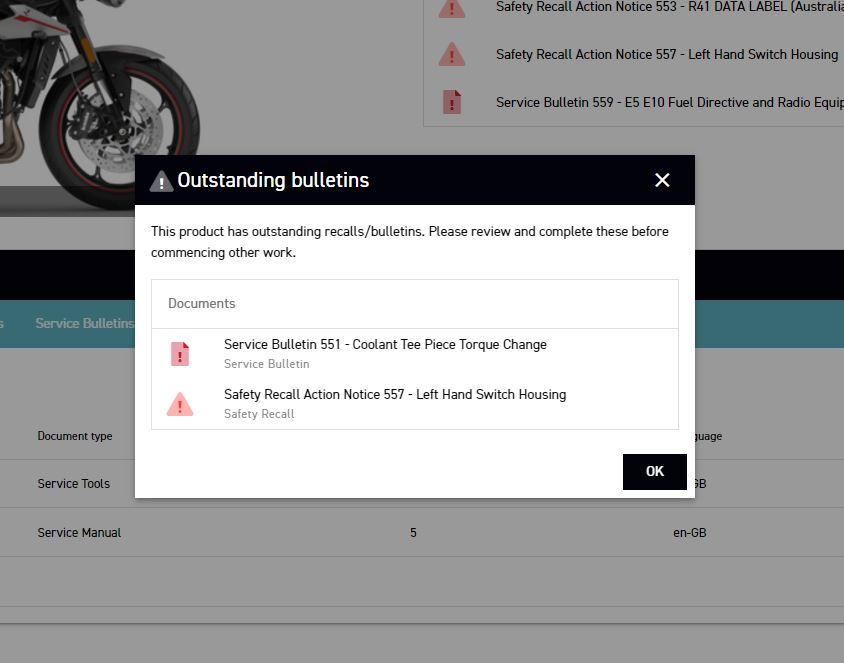 Safety Recall Action Notice 553 - R41 DATA LABEL (Australia
Safety Recall Action Notice 557 - Left Hand Switch Housing
Service Bulletin 559 - E5 E10 Fuel Directive and Radio Equip
Outstanding bulletins
This product has outstanding recalls/bulletins. Please review and complete these before
commencing other work.
Documents
Service Bulletin 551 - Coolant Tee Piece Torque Change
Service Bulletin
Safety Recall Action Notice 557 - Left Hand Switch Housing
Safety Recall
OK
s Service Bulletins
Document type guage
Service Tools GB
Service Manual 5 en-GB